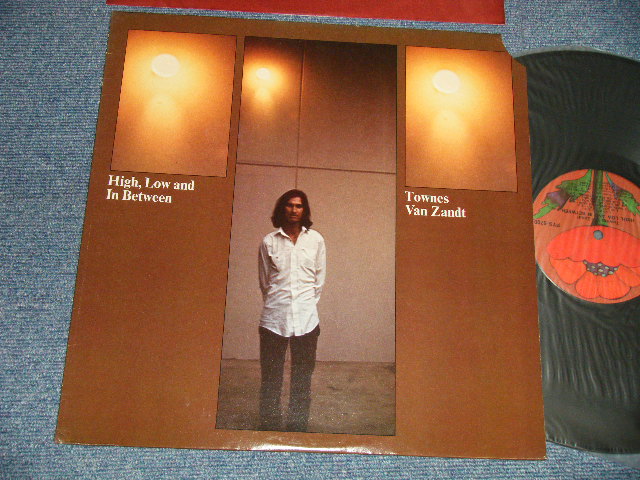 High, Low and
In Between
Townes
Van Zandt